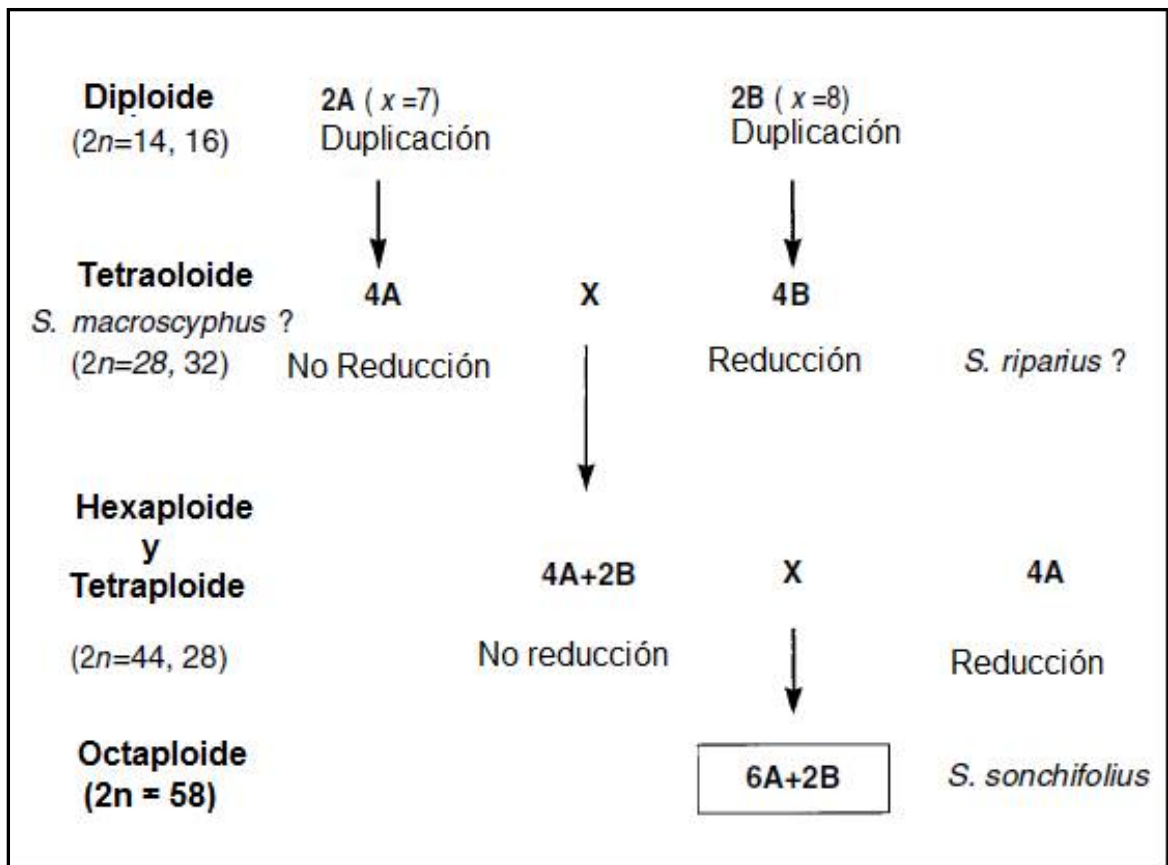 Diploide
(2n=14, 16)
2A ( x =7)
Duplicación
2B ( x =8)
Duplicación
Tetraoloide
S. macroscyphus ?
(2n=28, 32)
4A
X
4B
No Reducción
Reducción
S. riparius ?
Hexaploide
y
Tetraploide
(2n=44, 28)
4A+2B
X
4A
No reducción
Reducción
Octaploide
(2n = 58)
6A+2B
S. sonchifolius